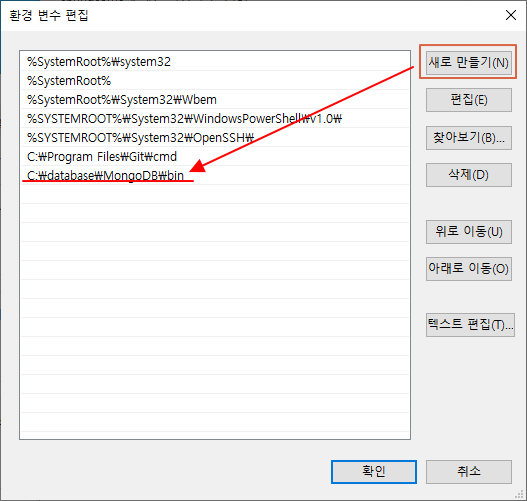 환경 변수 편집
%SystemRoot%₩system32
%SystemRoot%
%SystemRoot%₩System32₩Wbem
%SYSTEMROOT%₩System32₩WindowsPowerShell₩v1.0₩
%SYSTEMROOT%₩System32₩OpenSSH₩
C:₩Program Files₩Git₩cmd
C:₩database₩MongoDB₩bin
새로 만들기(N)
편집(E)
찾아보기(B)...
삭제(D)
위로 이동(U)
아래로 이동(O)
텍스트 편집(T)...
확인
취소